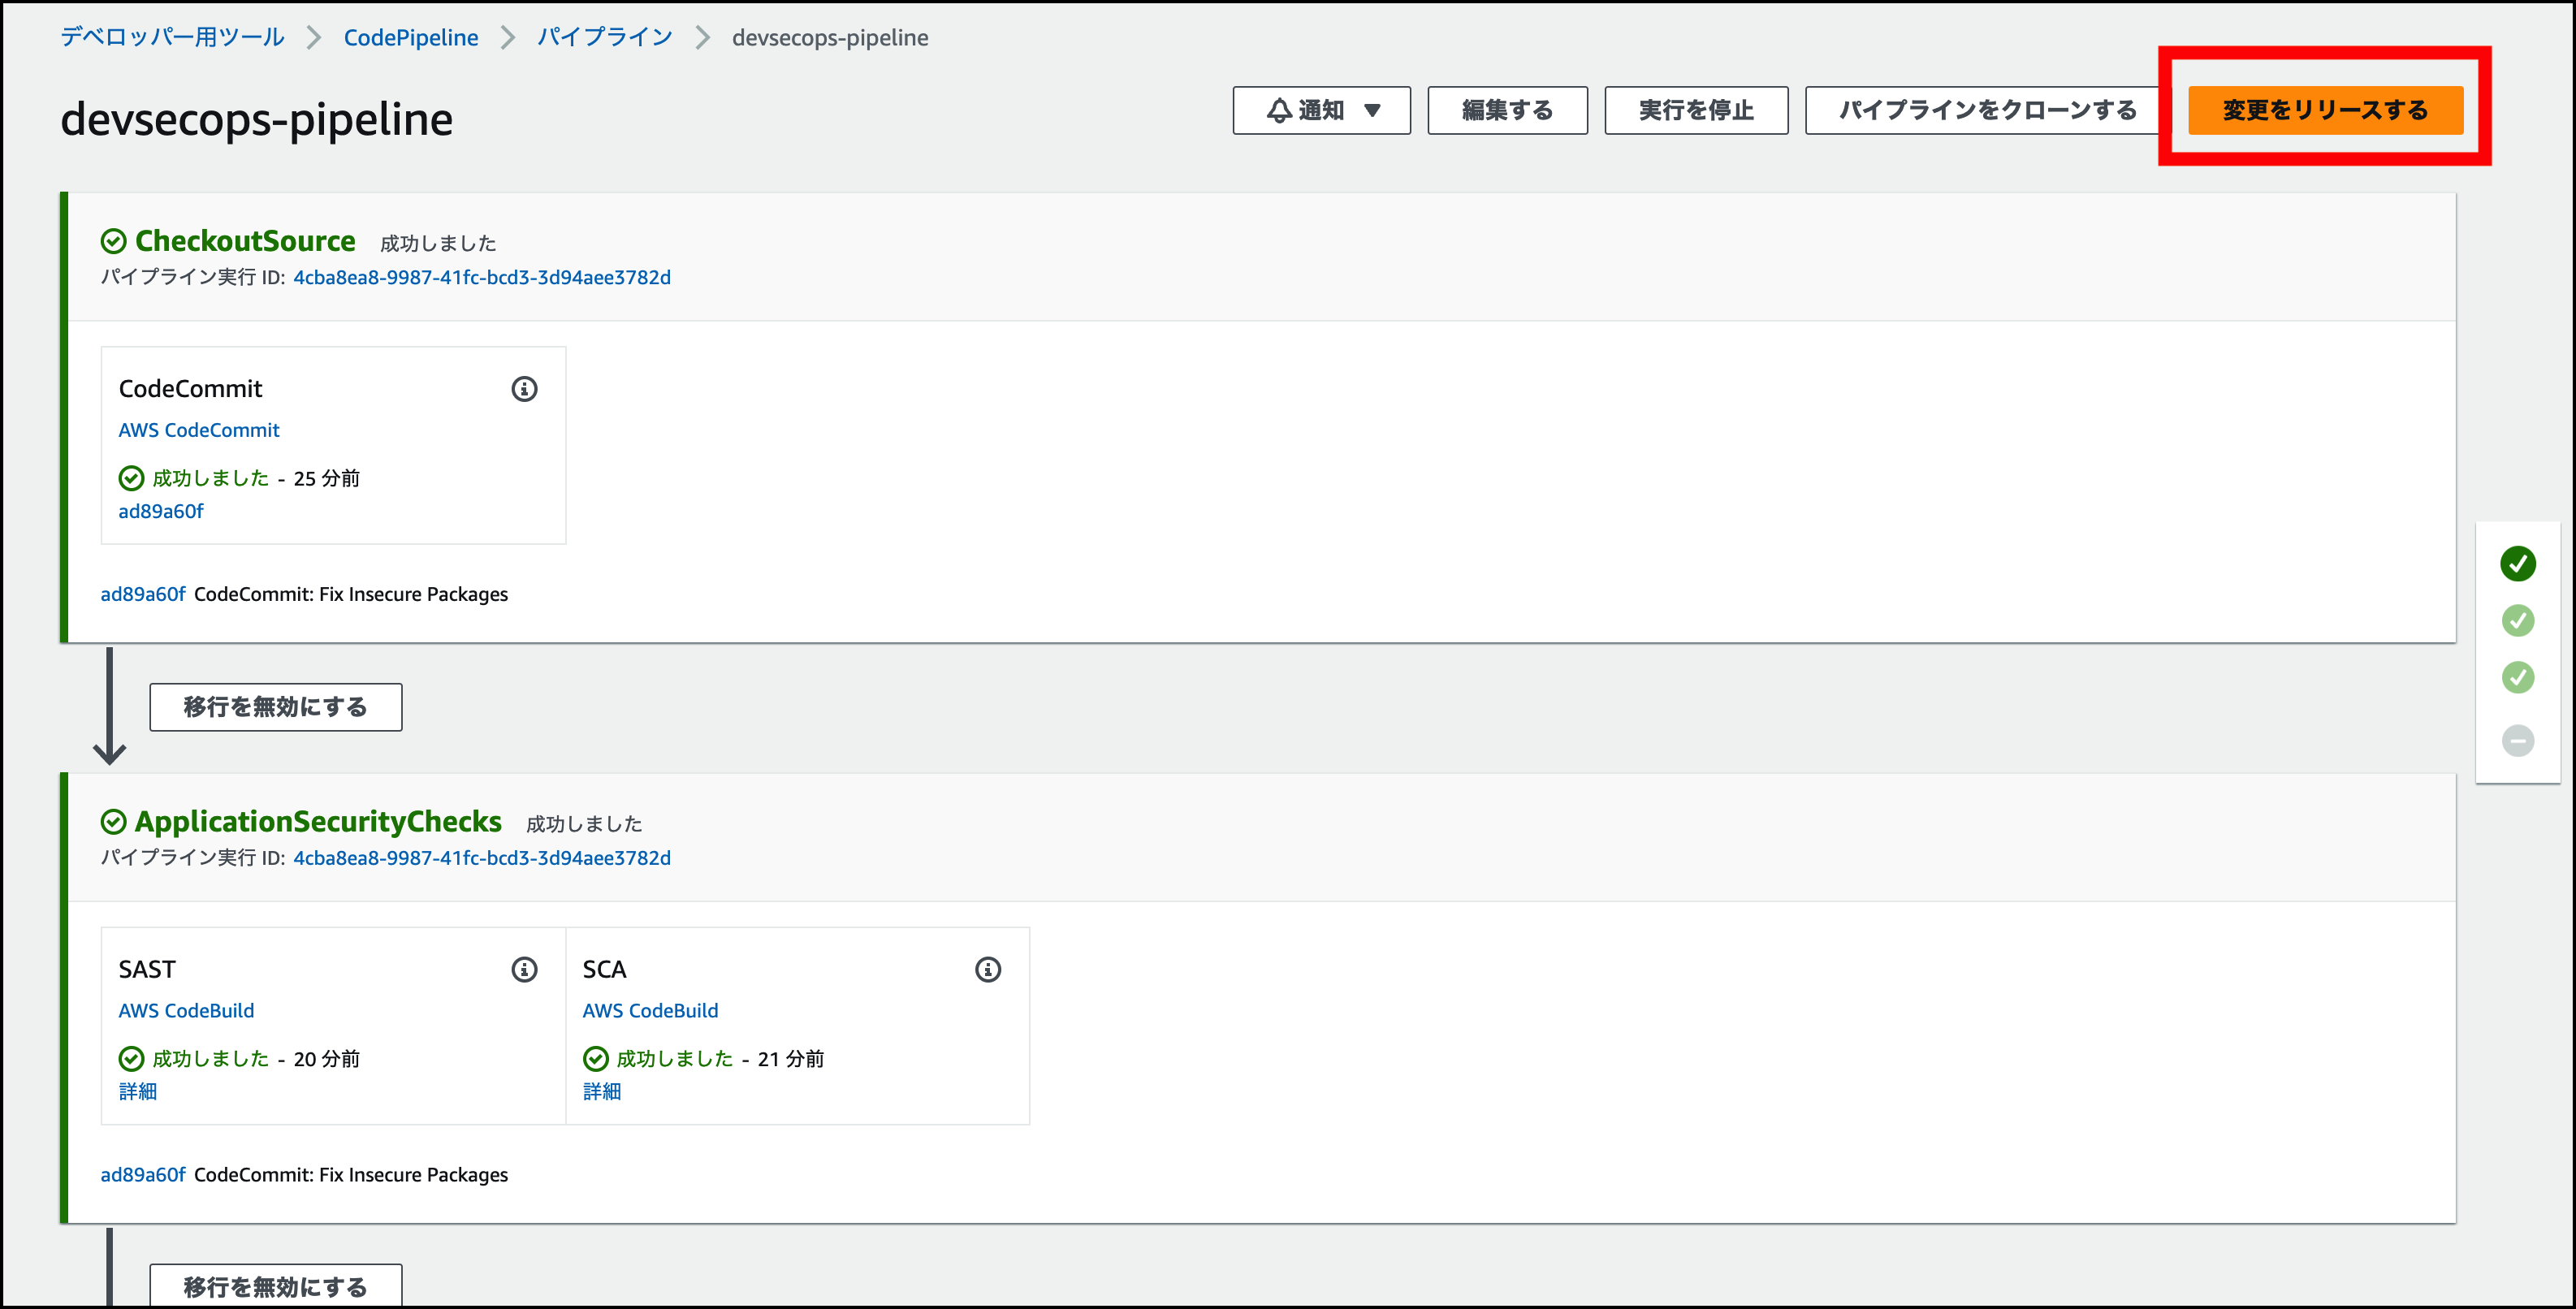 デベロッパー用ツール > CodePipeline > パイプライン > devsecops-pipeline
devsecops-pipeline
通知 ▼ 編集する 実行を停止 パイプラインをクローンする 変更をリリースする
CheckoutSource 成功しました
パイプライン実行 ID: 4cba8ea8-9987-41fc-bcd3-3d94aee3782d
CodeCommit
AWS CodeCommit
成功しました - 25 分前
ad89a60f
ad89a60f CodeCommit: Fix Insecure Packages
移行を無効にする
ApplicationSecurityChecks 成功しました
パイプライン実行 ID: 4cba8ea8-9987-41fc-bcd3-3d94aee3782d
SAST
AWS CodeBuild
成功しました - 20 分前
詳細
SCA
AWS CodeBuild
成功しました - 21 分前
詳細
ad89a60f CodeCommit: Fix Insecure Packages
移行を無効にする